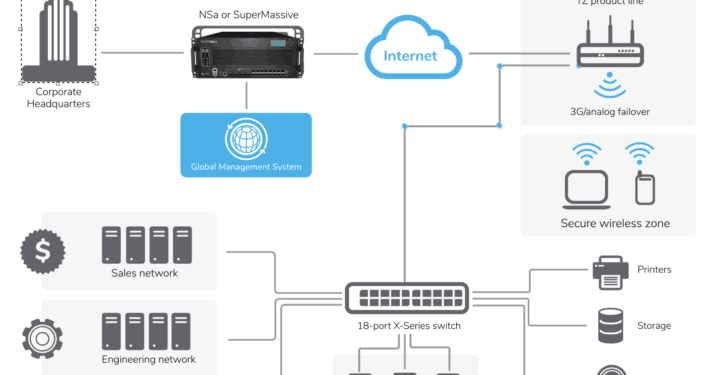 TZ product line
NSa or SuperMassive
Internet
Corporate
Headquarters
3G/analog failover
Global Management System
Secure wireless zone
Sales network
Printers
18-port X-Series switch
Storage
Engineering network